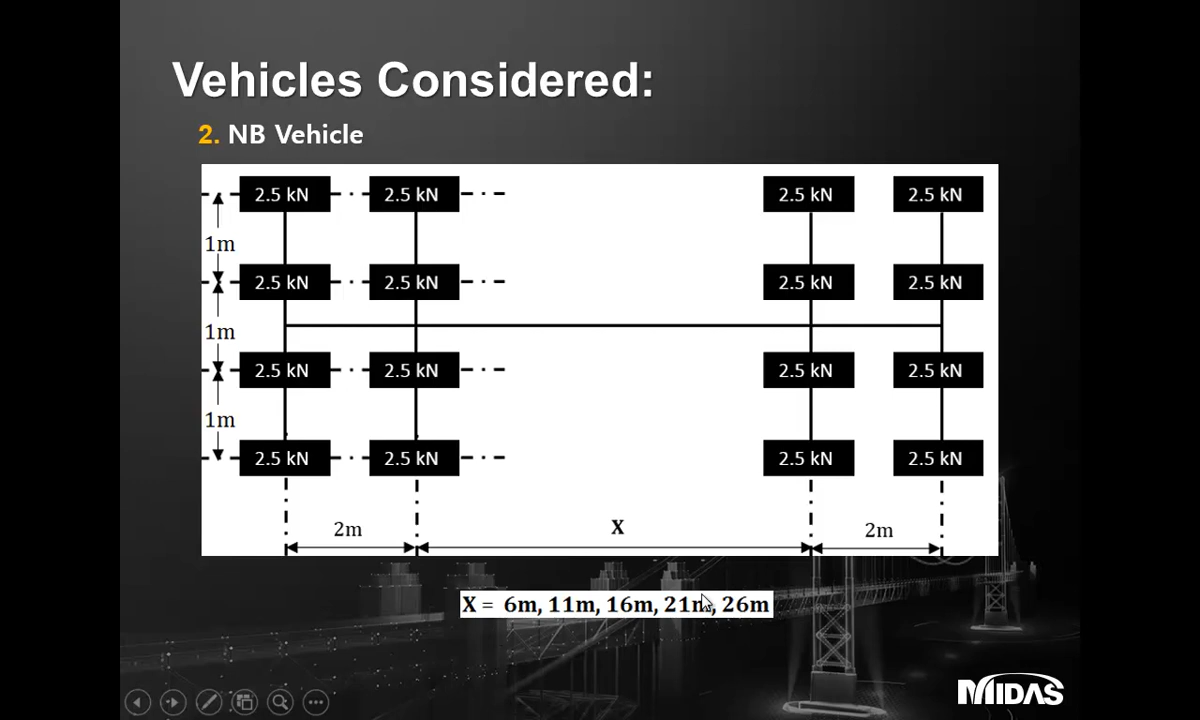 Vehicles Considered:
2. NB Vehicle
2.5 kN 2.5 kN 2.5 kN 2.5 kN
1m
2.5 kN 2.5 kN 2.5 kN 2.5 kN
1m
2.5 kN 2.5 kN 2.5 kN 2.5 kN
1m
2.5 kN 2.5 kN 2.5 kN 2.5 kN
2m X 2m
X = 6m, 11m, 16m, 21m, 26m
MIDAS